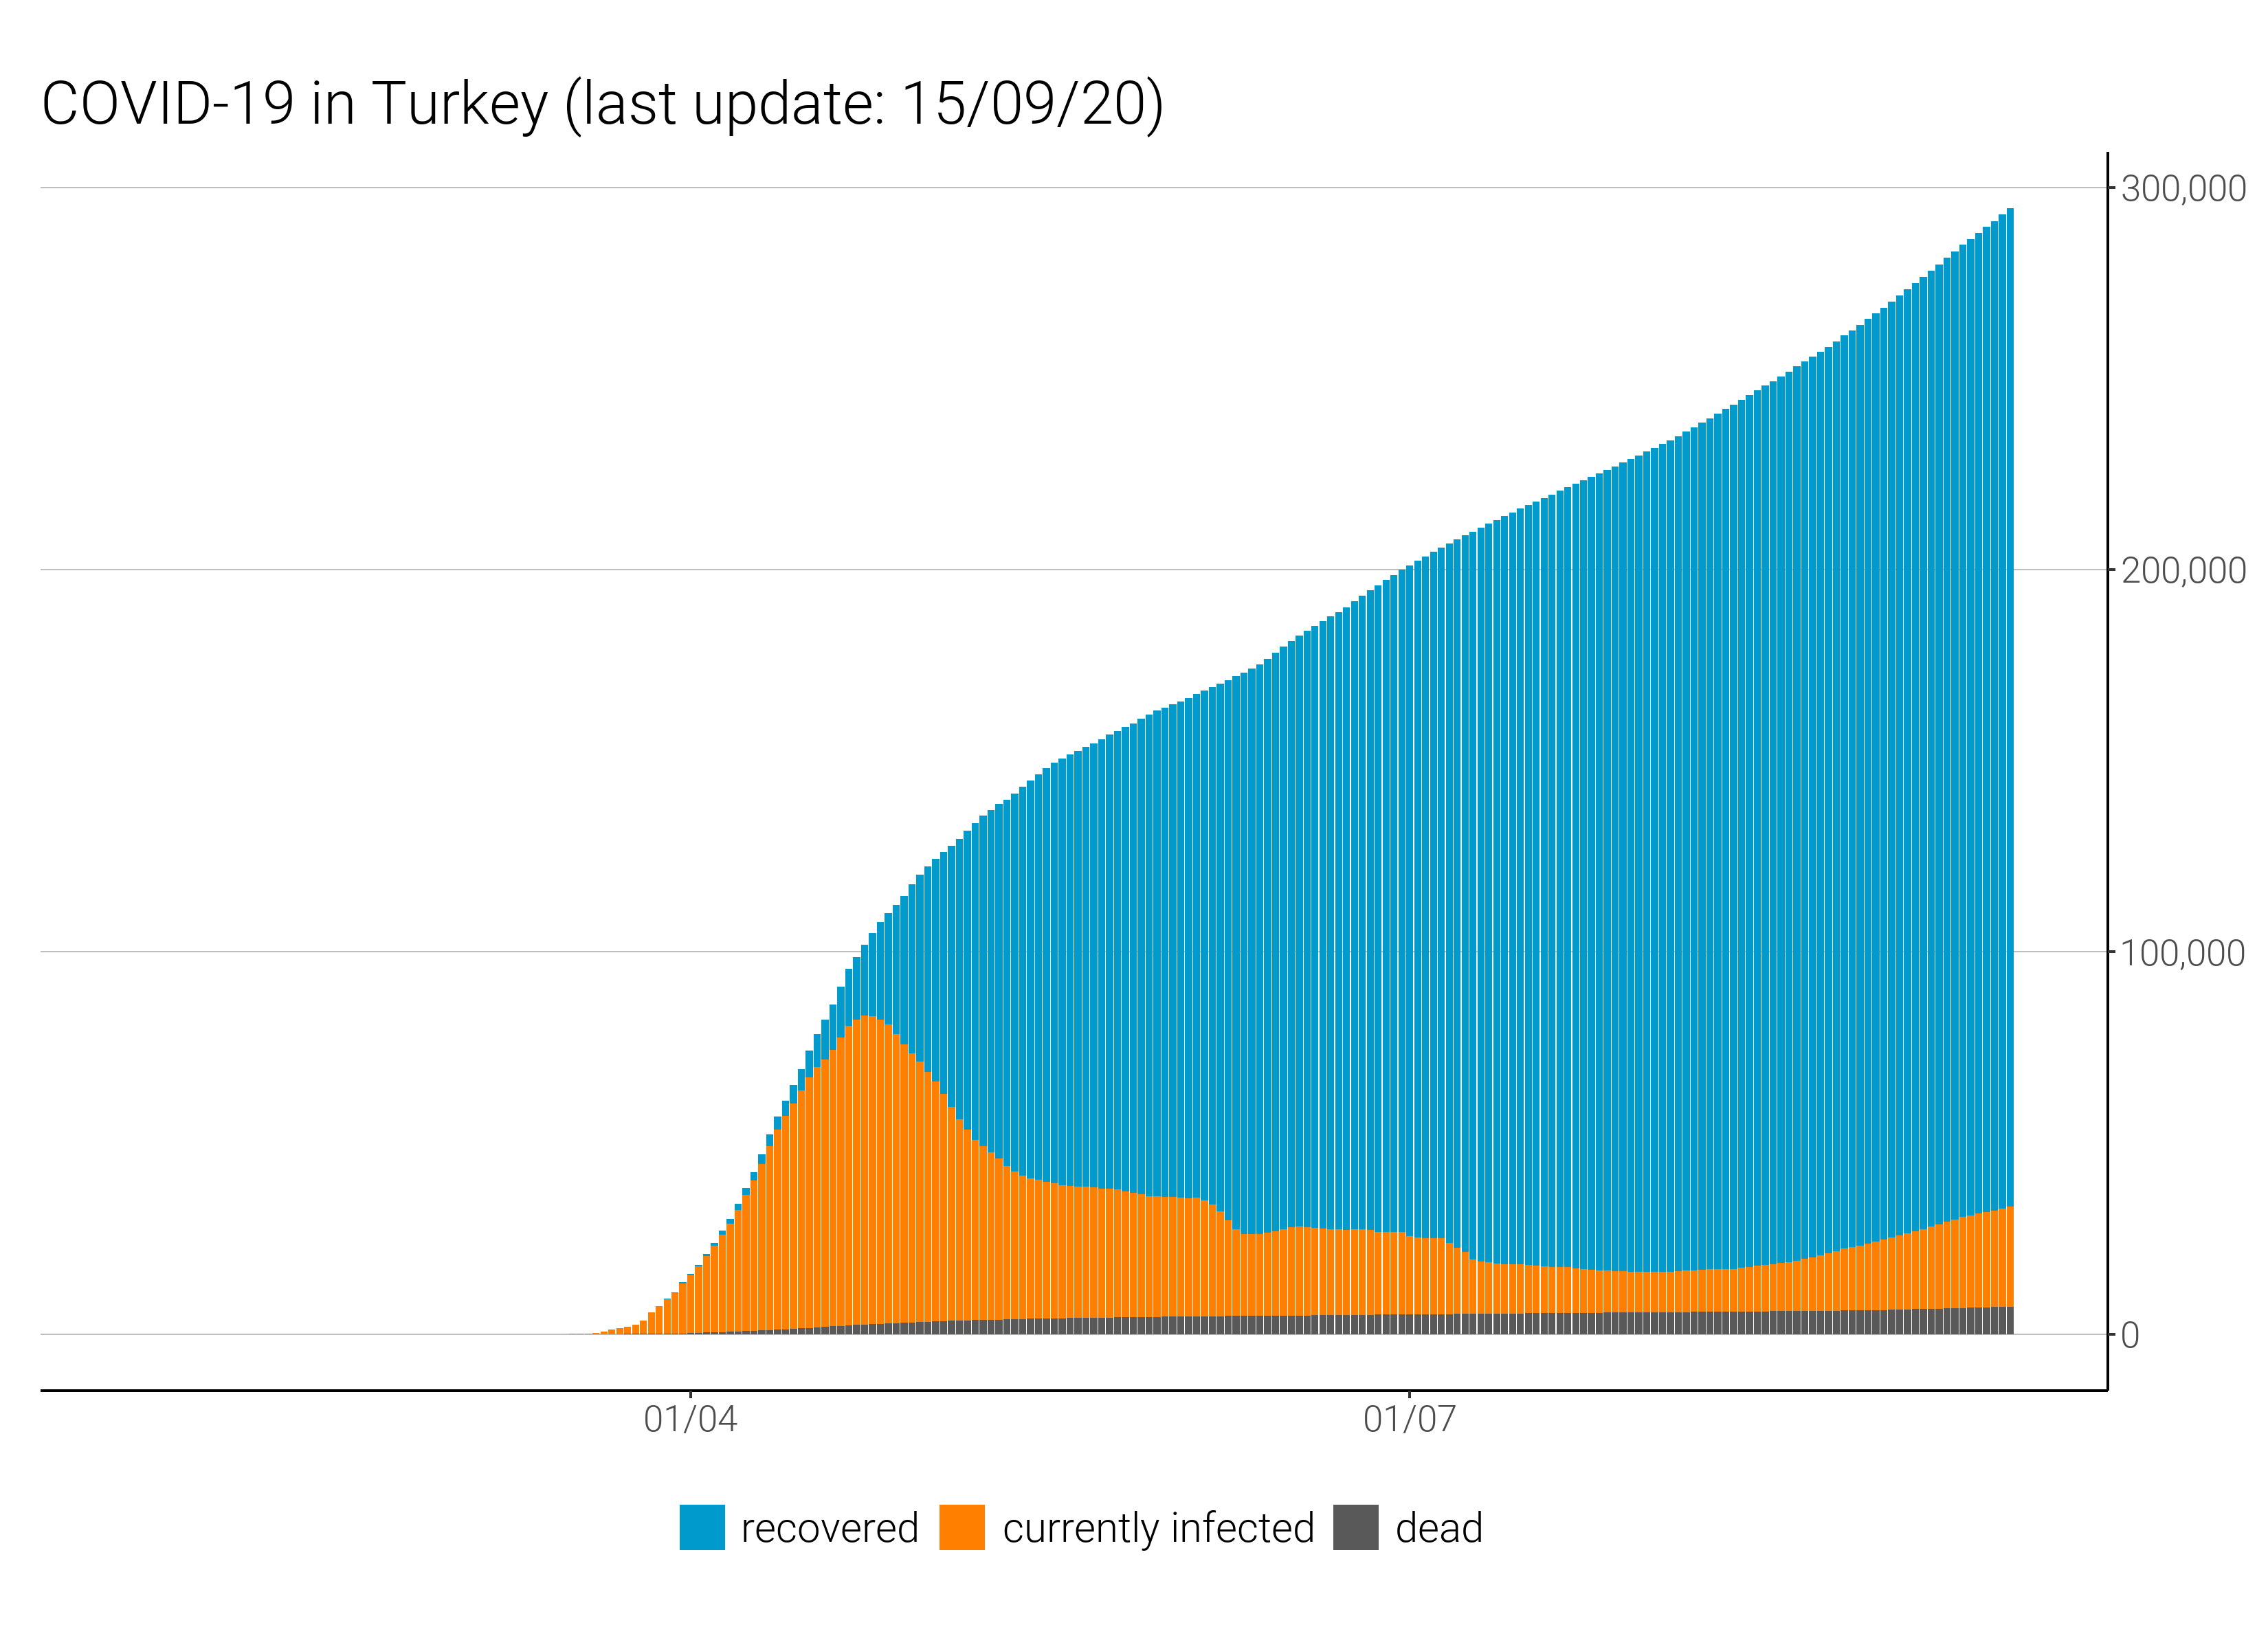 COVID-19 in Turkey (last update: 15/09/20)
300,000
200,000
100,000
0
01/04 01/07
recovered currently infected dead